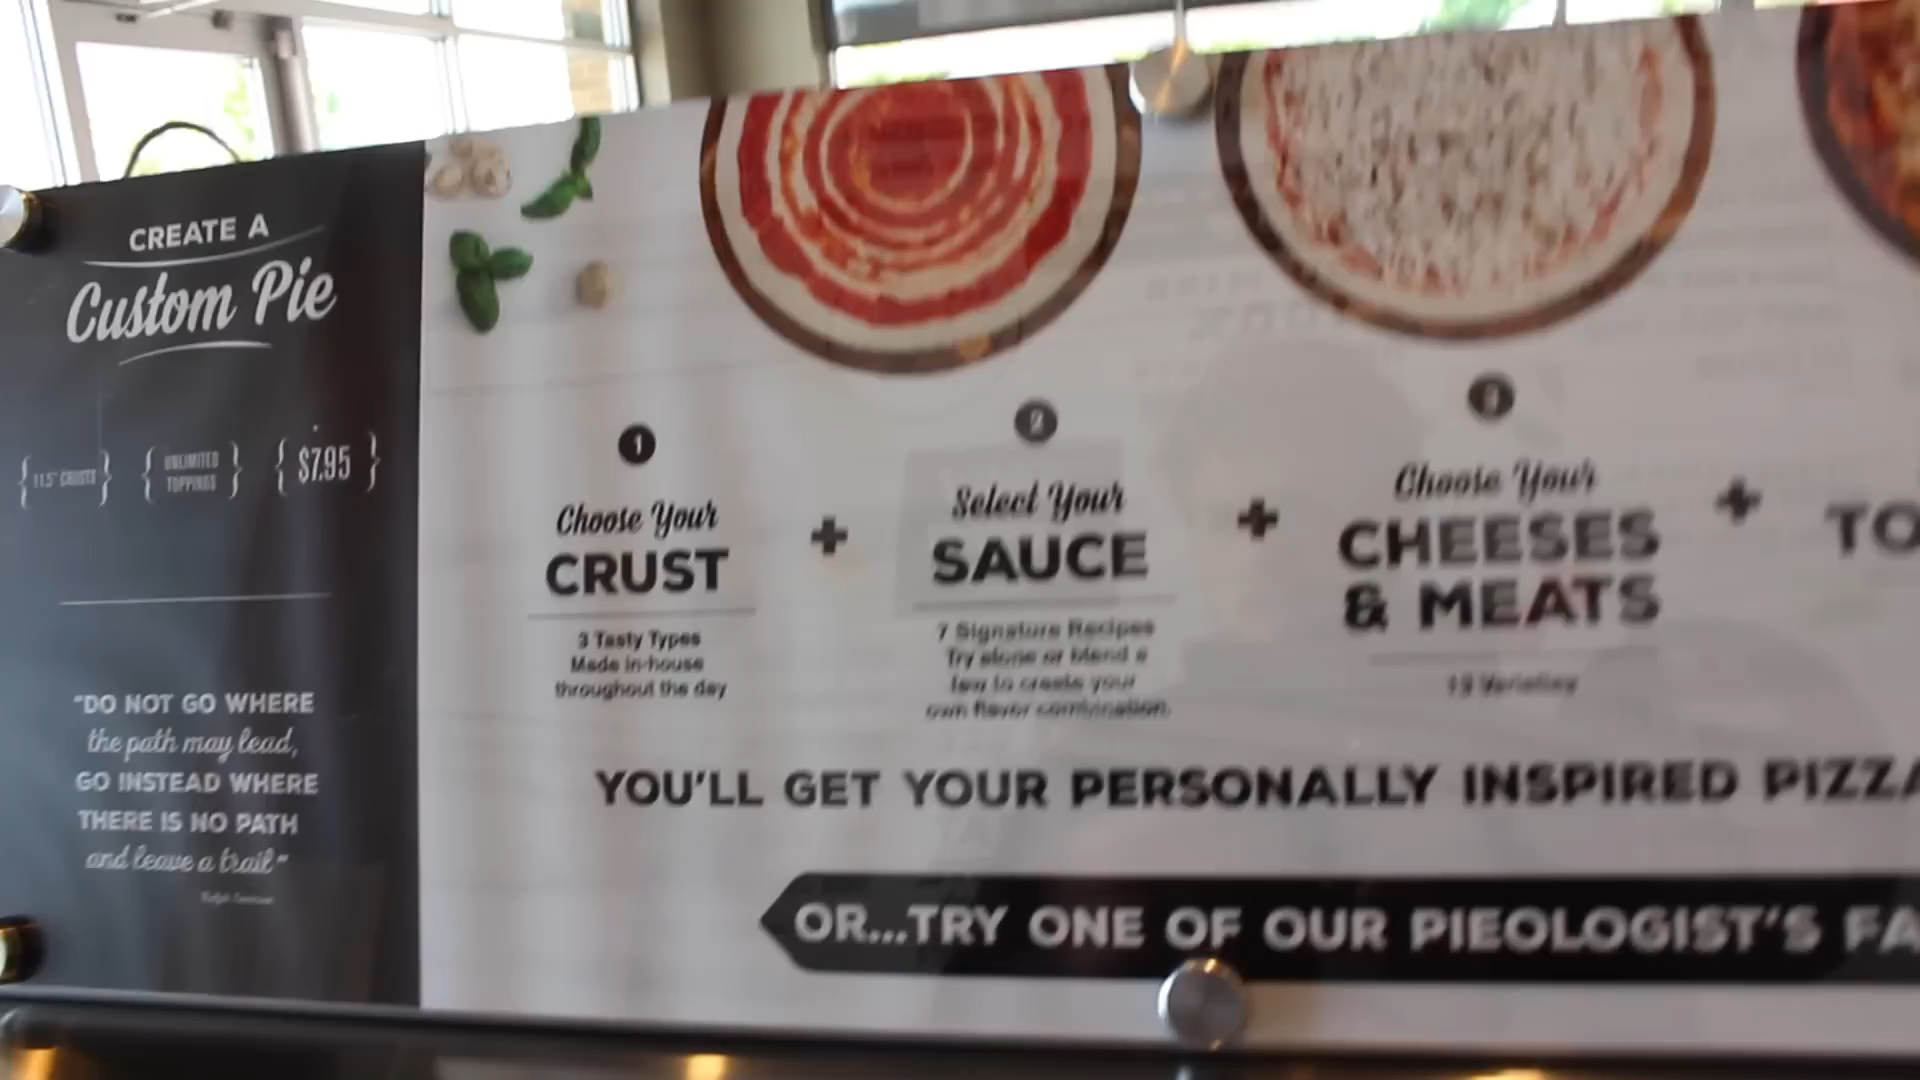 CREATE A
Custom Pie
{11.5" CRUSTS}
{UNLIMITED
TOPPINGS}
{$7.95}
"DO NOT GO WHERE
the path may lead,
GO INSTEAD WHERE
THERE IS NO PATH
and leave a trail"
1
Choose Your
CRUST
3 Tasty Types
Made in-house
throughout the day
+
2
Select Your
SAUCE
7 Signature Recipes
Try alone or blend a
few to create your
own flavor combination.
+
3
Choose Your
CHEESES
& MEATS
Varieties
+
TO
YOU'LL GET YOUR PERSONALLY INSPIRED PIZZA
OR...TRY ONE OF OUR PIEOLOGIST'S FA